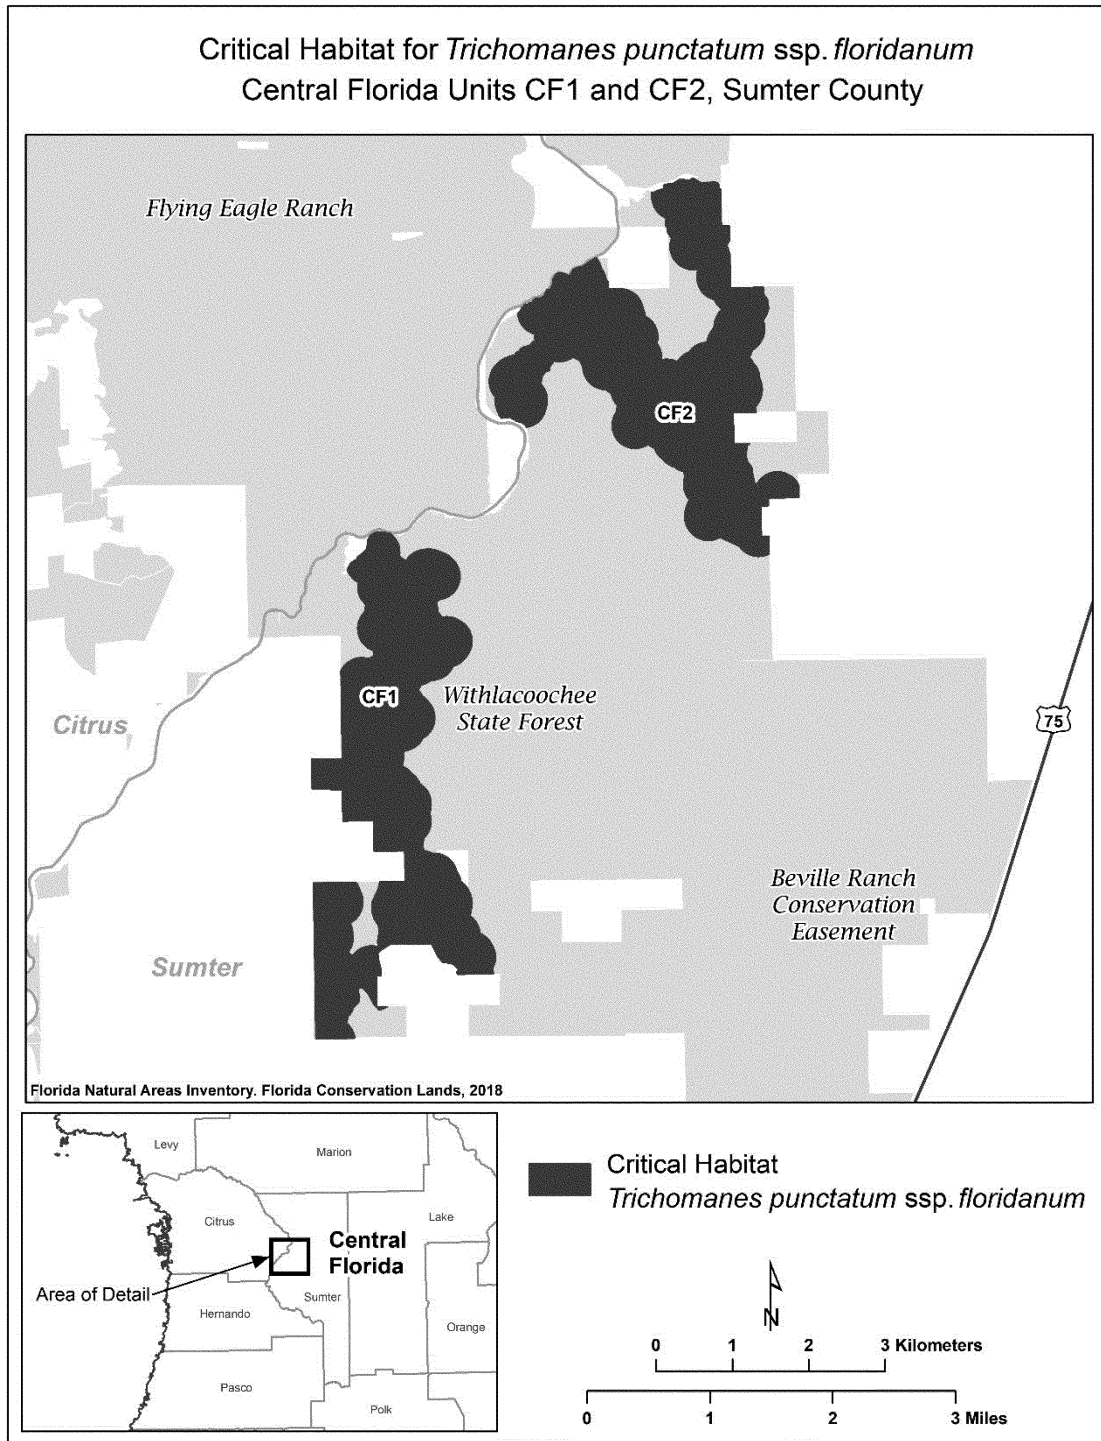 Critical Habitat for Trichomanes punctatum ssp. floridanum
Central Florida Units CF1 and CF2, Sumter County
Flying Eagle Ranch
CF2
CF1
Withlacoochee
State Forest
Citrus
75
Beville Ranch
Conservation
Easement
Sumter
Florida Natural Areas Inventory. Florida Conservation Lands, 2018
Levy
Marion
Citrus
Lake
Central
Florida
Area of Detail
Sumter
Hernando
Orange
Pasco
Polk
Critical Habitat
Trichomanes punctatum ssp. floridanum
N
0 1 2 3 Kilometers
0 1 2 3 Miles